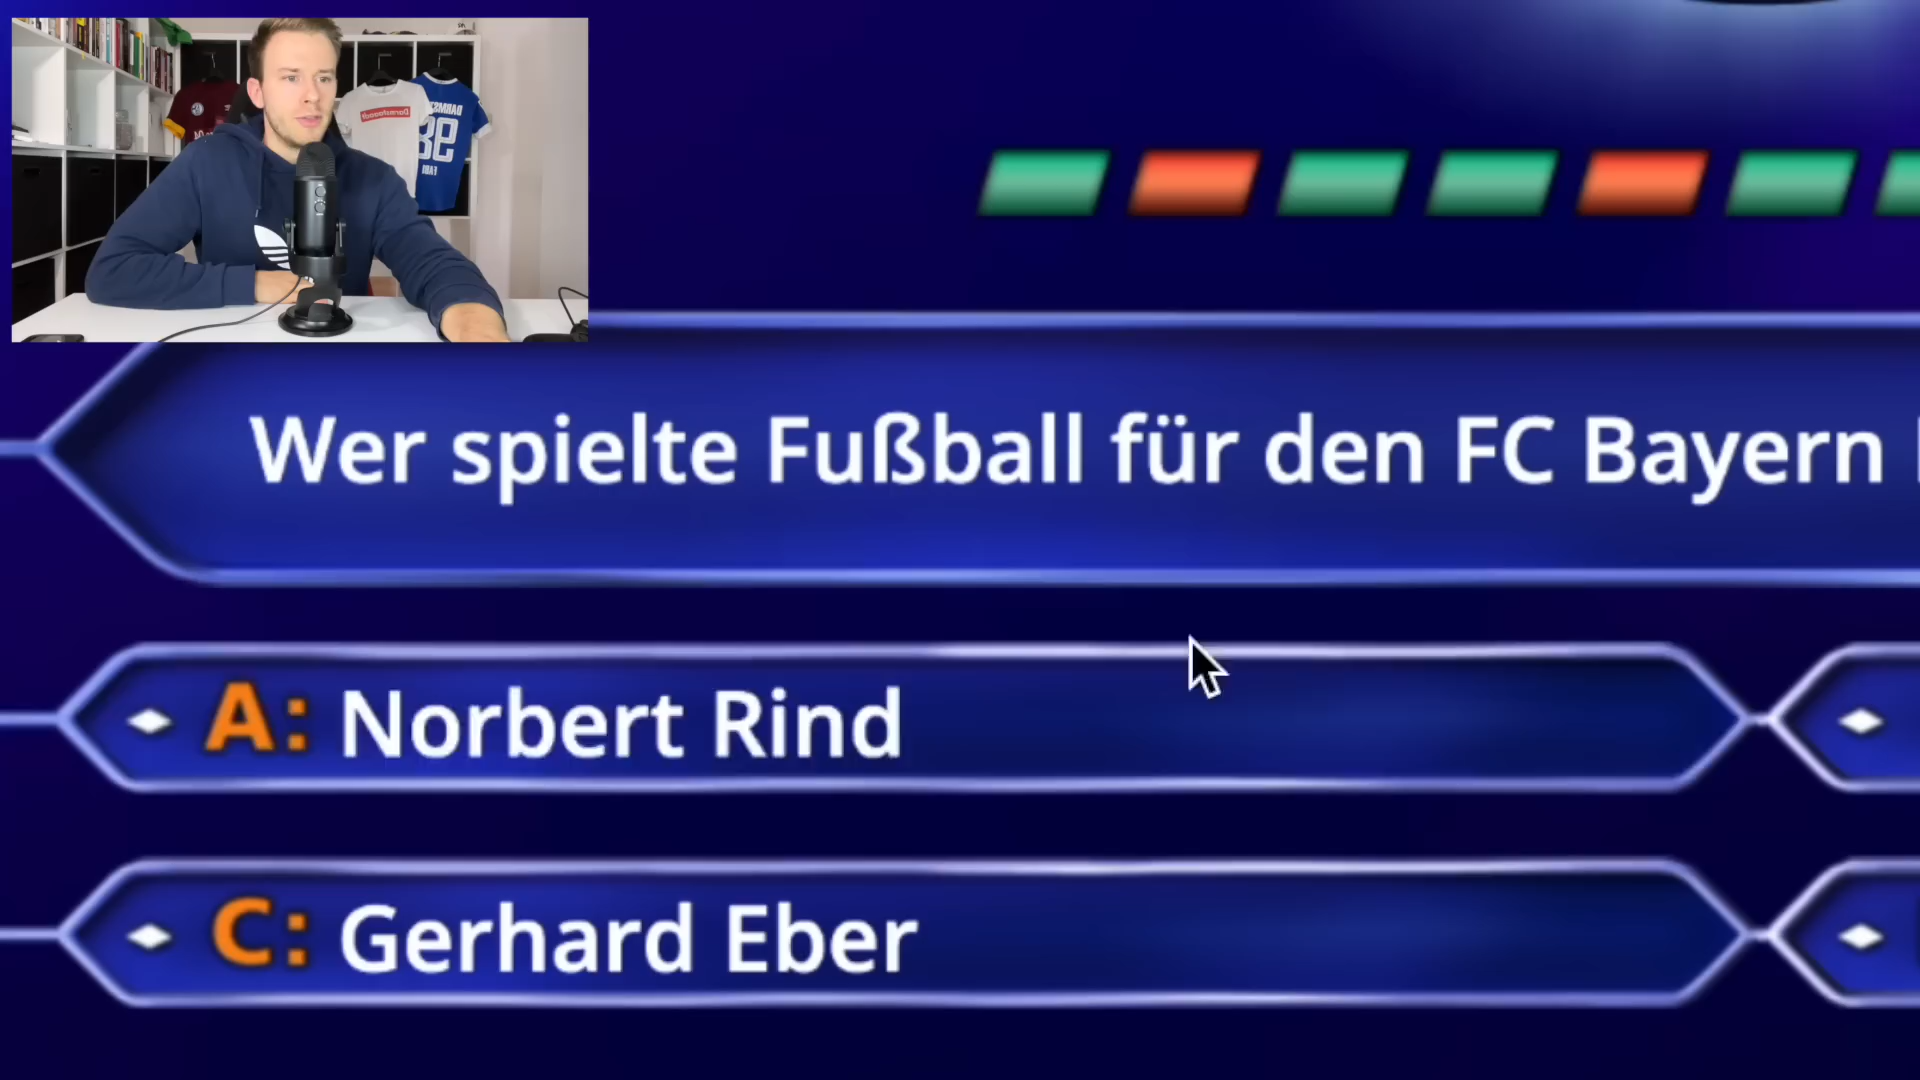 Wer spielte Fußball für den FC Bayern
A: Norbert Rind
C: Gerhard Eber